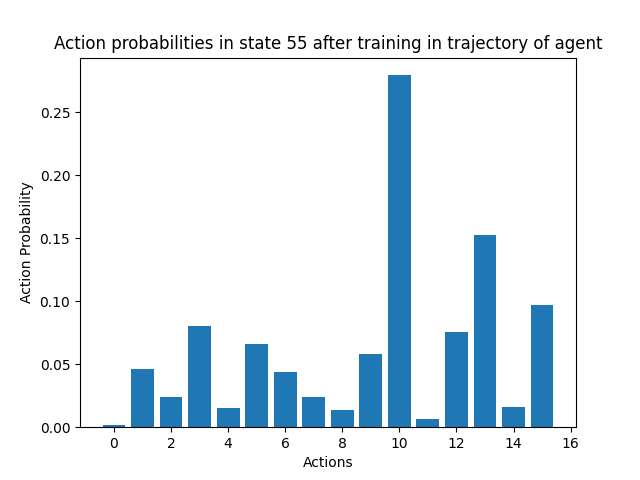 Action probabilities in state 55 after training in trajectory of agent
0.25
0.20
0.15
0.10
0.05
0.00
Action Probability
0 2 4 6 8 10 12 14 16
Actions